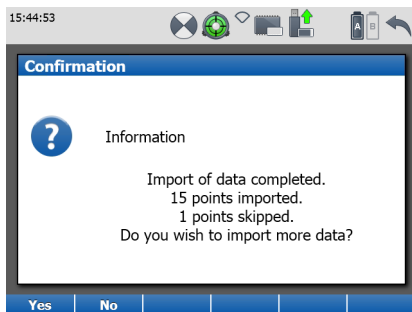 15:44:53
A
B
Confirmation
?
Information
Import of data completed.
15 points imported.
1 points skipped.
Do you wish to import more data?
Yes No